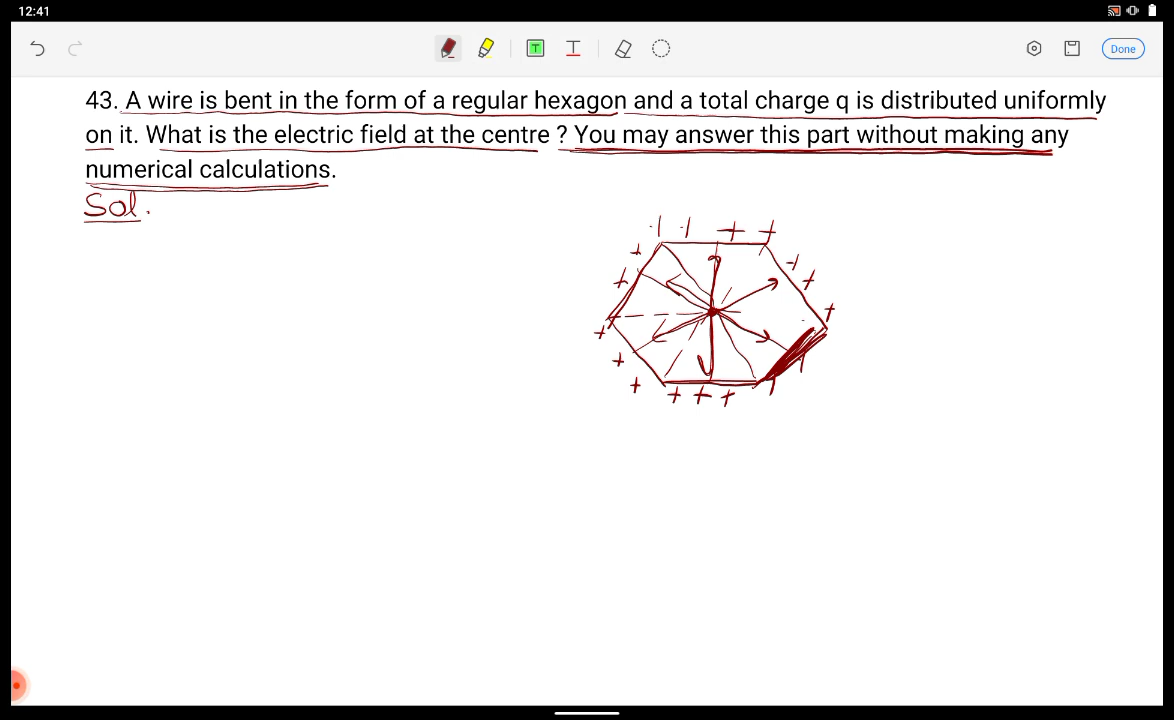 12:41
T T
Done
43. A wire is bent in the form of a regular hexagon and a total charge q is distributed uniformly
on it. What is the electric field at the centre ? You may answer this part without making any
numerical calculations.
Sol.
+ + + +
+ +
+ +
+ +
+
+ + + +